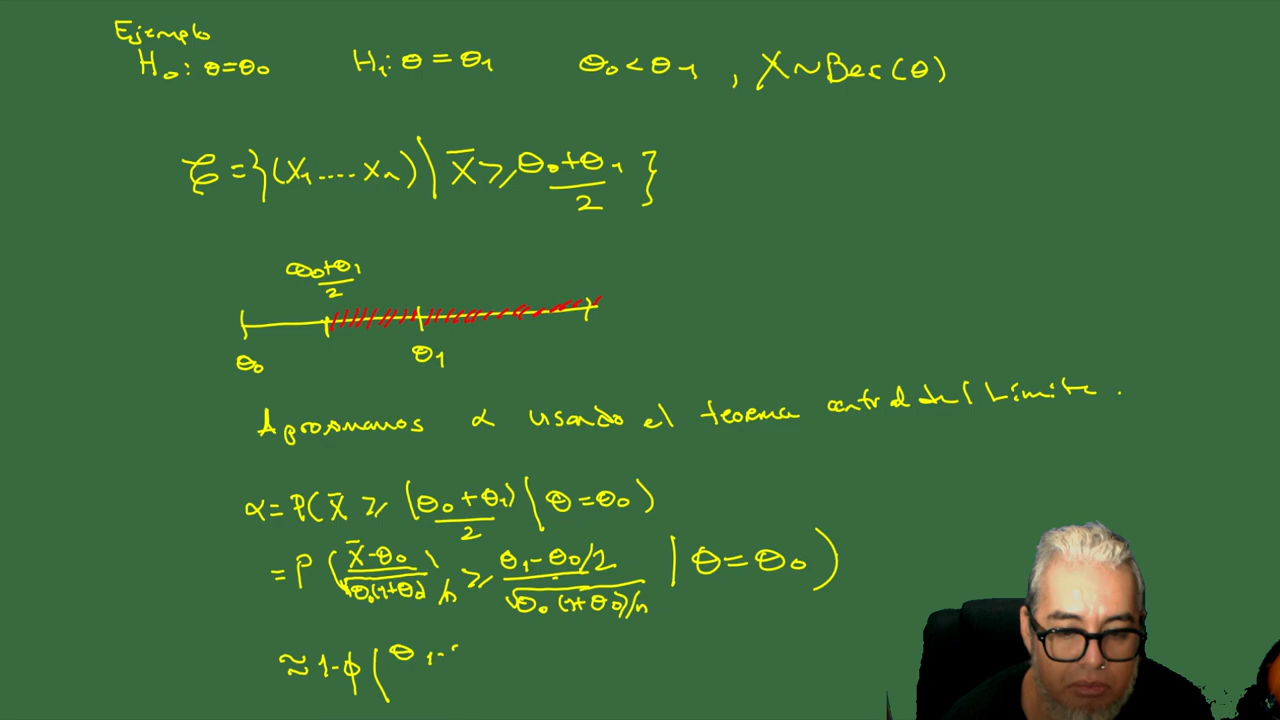 Ejemplo
H₀: θ=θ₀ H₁: θ = θ₁ θ₀ < θ₁ , X ~ Ber(θ)
𝒞 = {(X₁....Xₙ) | X̄ ≥ (θ₀+θ₁)/2 }
(θ₀+θ₁)/2
θ₀ θ₁
Aproximamos α usando el teorema central del Límite .
α = P( X̄ ≥ (θ₀+θ₁)/2 | θ = θ₀ )
= P ( (X̄-θ₀)/√(θ₀(1+θ₀)/n) ≥ (θ₁-θ₀/2)/√(θ₀(1+θ₀)/n) | θ = θ₀ )
≈ 1-ϕ ( θ₁-